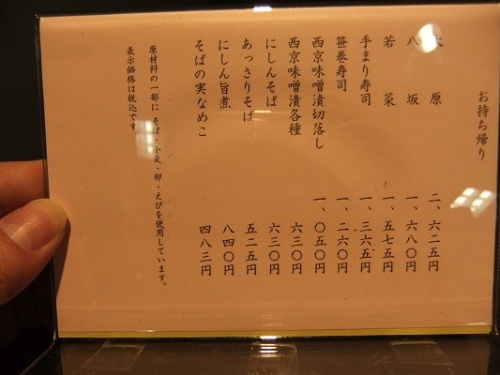 お持ち帰り
大原 二、六二五円
八坂 一、六八〇円
若菜 一、五七五円
手まり寿司 一、三六五円
笹巻寿司 一、二六〇円
西京味噌漬切落し 一、〇五〇円
西京味噌漬各種 六三〇円
にしんそば 六三〇円
あっさりそば 五二五円
にしん旨煮 八四〇円
そばの実なめこ 四八三円
原材料の一部に そば・小麦・卵・えびを使用しています。
表示価格は税込です。